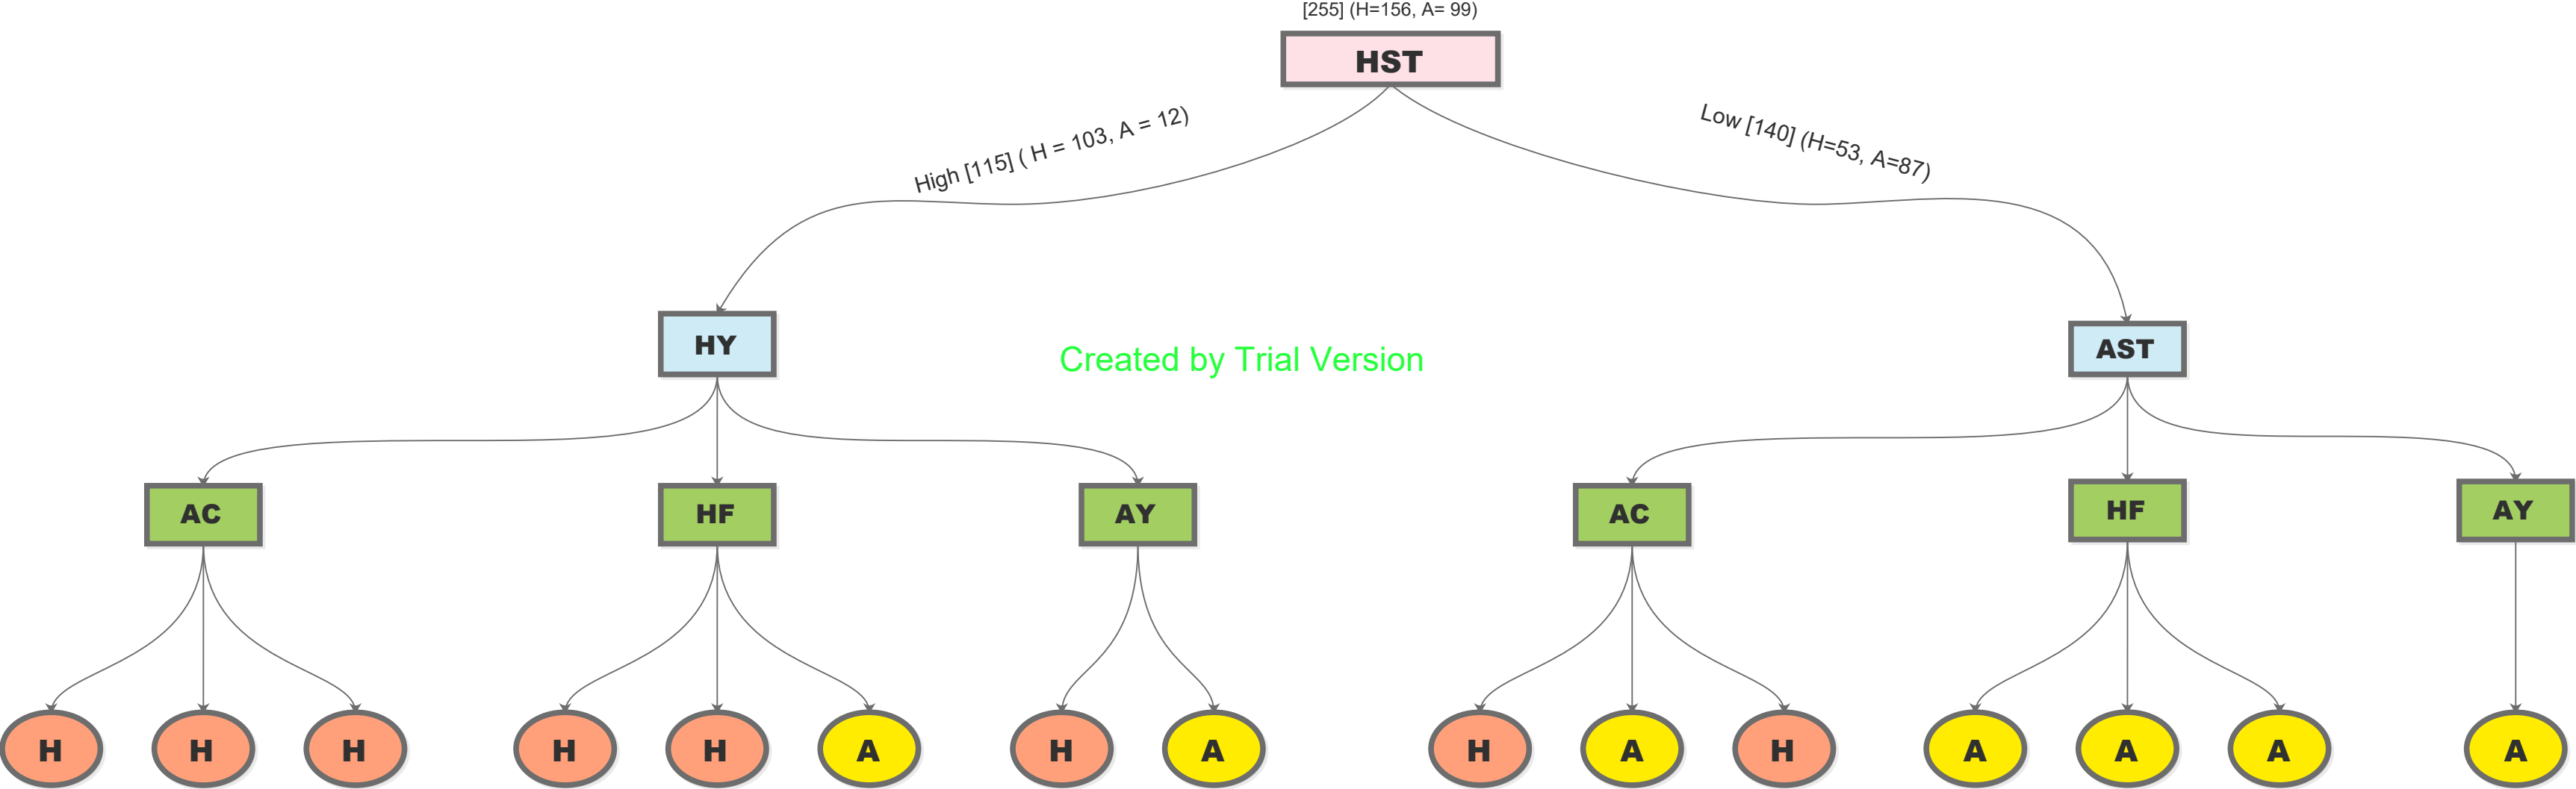 [255] (H=156, A= 99)
HST
High [115] ( H = 103, A = 12)
Low [140] (H=53, A=87)
HY
Created by Trial Version
AST
AC
HF
AY
AC
HF
AY
H
H
H
H
H
A
H
A
H
A
H
A
A
A
A